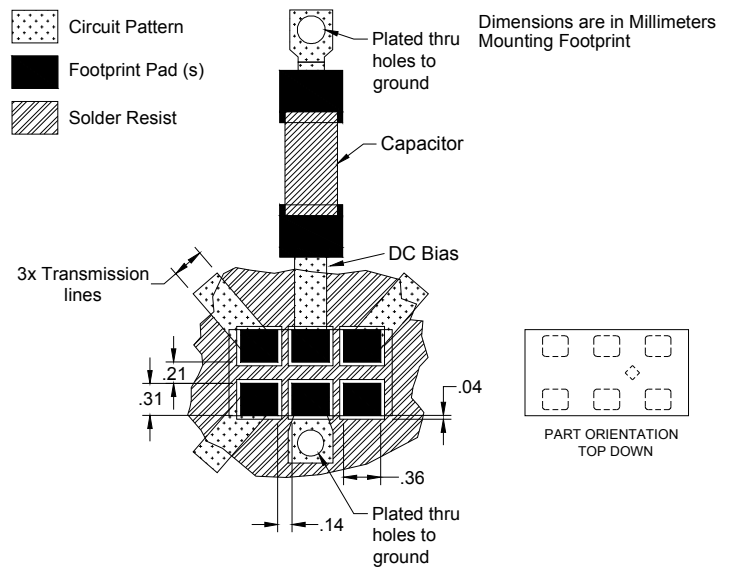 Circuit Pattern
Footprint Pad (s)
Solder Resist
Dimensions are in Millimeters
Mounting Footprint
Plated thru
holes to
ground
Capacitor
DC Bias
3x Transmission
lines
.21
.31
.04
.36
.14
PART ORIENTATION
TOP DOWN
Plated thru
holes to
ground